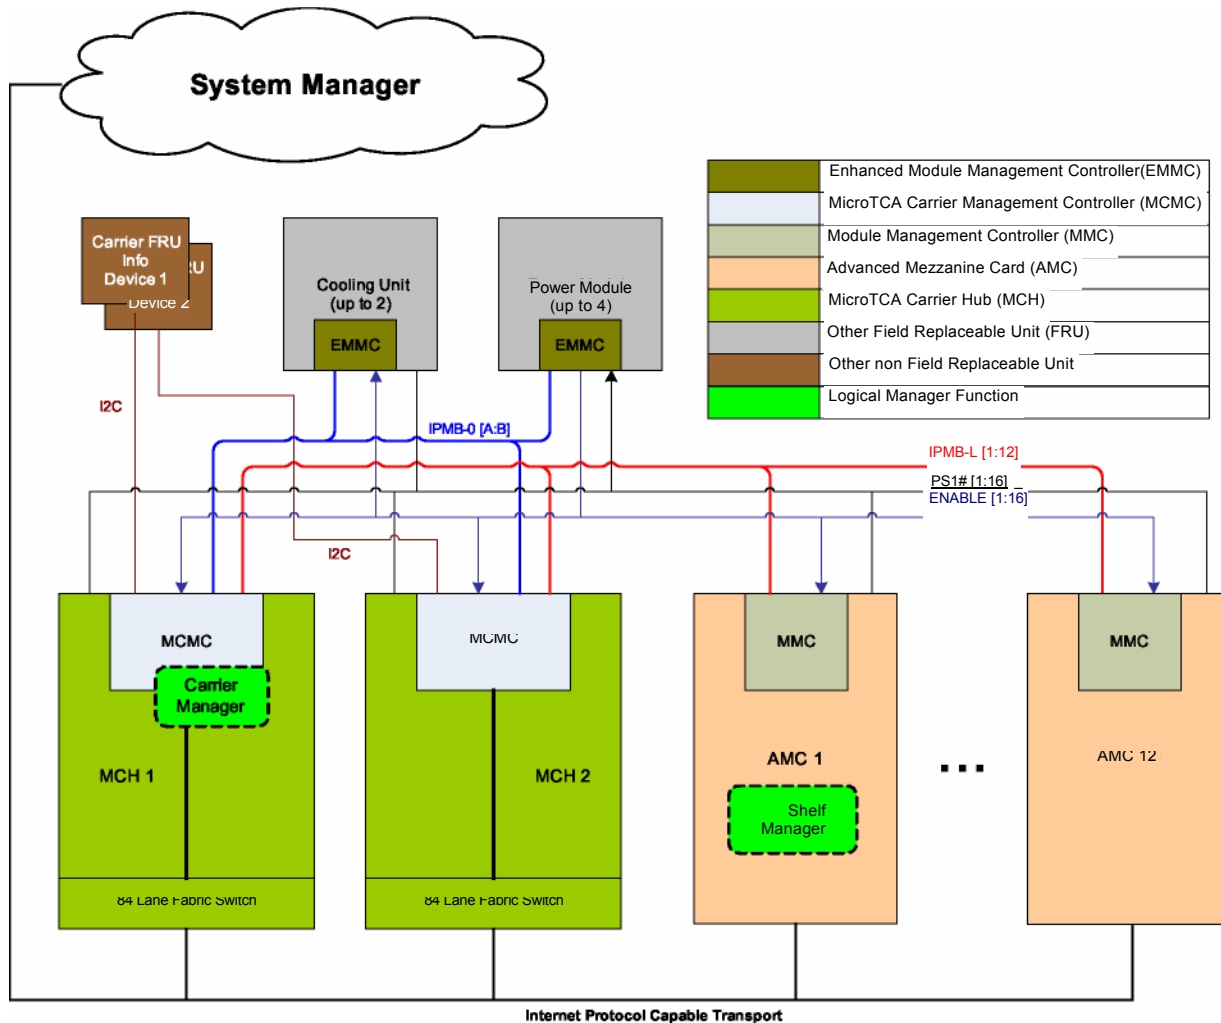 System Manager
Enhanced Module Management Controller(EMMC)
MicroTCA Carrier Management Controller (MCMC)
Module Management Controller (MMC)
Advanced Mezzanine Card (AMC)
MicroTCA Carrier Hub (MCH)
Other Field Replaceable Unit (FRU)
Other non Field Replaceable Unit
Logical Manager Function
Carrier FRU
Info
Device 1
RU
Device 2
Cooling Unit
(up to 2)
EMMC
Power Module
(up to 4)
EMMC
I2C
IPMB-0 [A:B]
IPMB-L [1:12]
PS1# [1:16]
ENABLE [1:16]
I2C
MCMC
Carrier
Manager
MCH 1
84 Lane Fabric Switch
MCMC
MCH 2
84 Lane Fabric Switch
MMC
AMC 1
Shelf
Manager
...
MMC
AMC 12
Internet Protocol Capable Transport